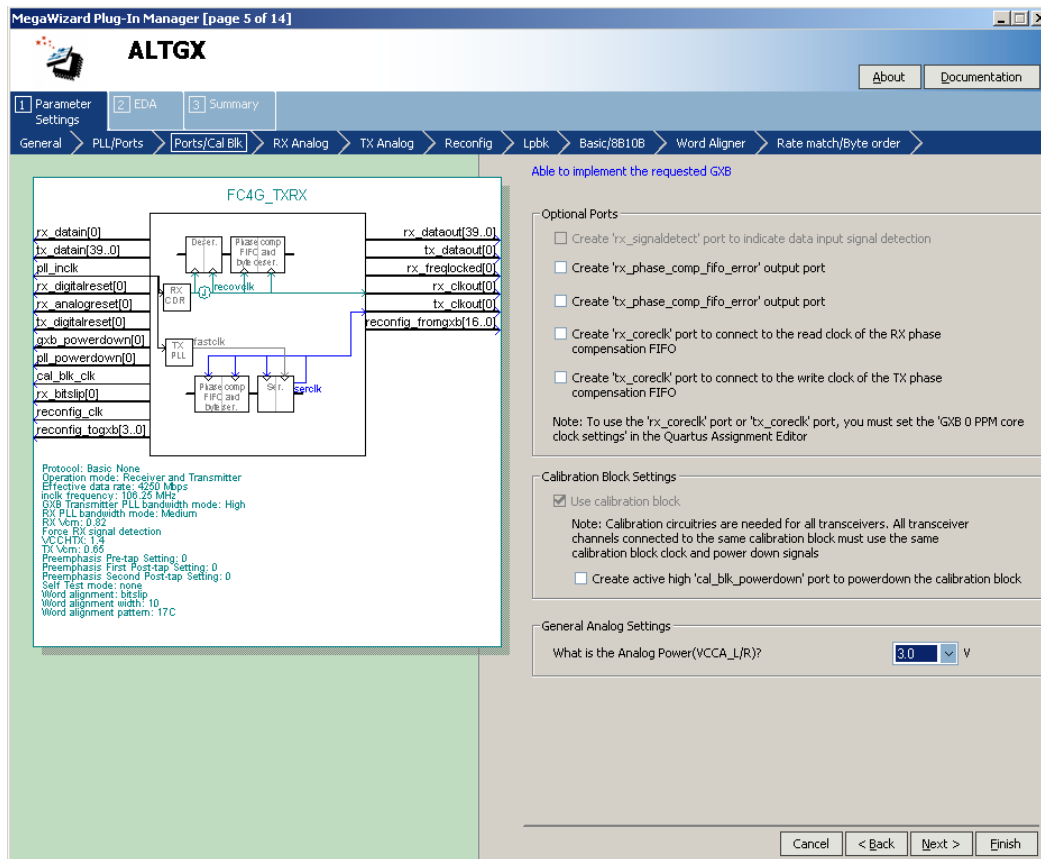 MegaWizard Plug-In Manager [page 5 of 14]
ALTGX
About
Documentation
1 Parameter Settings
2 EDA
3 Summary
General
PLL/Ports
Ports/Cal Blk
RX Analog
TX Analog
Reconfig
Lpbk
Basic/8B10B
Word Aligner
Rate match/Byte order
FC4G_TXRX
rx_datain[0]
tx_datain[39..0]
pll_inclk
rx_digitalreset[0]
rx_analogreset[0]
tx_digitalreset[0]
gxb_powerdown[0]
pll_powerdown[0]
cal_blk_clk
rx_bitslip[0]
reconfig_clk
reconfig_togxb[3..0]
Deser.
Phase comp
FIFO and
byte deser.
RX
CDR
recovclk
TX
PLL
fastclk
Phase comp
FIFO and
byte ser.
Ser.
serclk
rx_dataout[39..0]
tx_dataout[0]
rx_freqlocked[0]
rx_clkout[0]
tx_clkout[0]
reconfig_fromgxb[16..0]
Protocol: Basic None
Operation mode: Receiver and Transmitter
Effective data rate: 4250 Mbps
inclk frequency: 106.25 MHz
GXB Transmitter PLL bandwidth mode: High
RX PLL bandwidth mode: Medium
RX Vcm: 0.82
Force RX signal detection
VCCHTX: 1.4
TX Vcm: 0.65
Preemphasis Pre-tap Setting: 0
Preemphasis First Post-tap Setting: 0
Preemphasis Second Post-tap Setting: 0
Self Test mode: none
Word alignment: bitslip
Word alignment width: 10
Word alignment pattern: 17C
Able to implement the requested GXB
Optional Ports
Create 'rx_signaldetect' port to indicate data input signal detection
Create 'rx_phase_comp_fifo_error' output port
Create 'tx_phase_comp_fifo_error' output port
Create 'rx_coreclk' port to connect to the read clock of the RX phase
compensation FIFO
Create 'tx_coreclk' port to connect to the write clock of the TX phase
compensation FIFO
Note: To use the 'rx_coreclk' port or 'tx_coreclk' port, you must set the 'GXB 0 PPM core
clock settings' in the Quartus Assignment Editor
Calibration Block Settings
Use calibration block
Note: Calibration circuitries are needed for all transceivers. All transceiver
channels connected to the same calibration block must use the same
calibration block clock and power down signals
Create active high 'cal_blk_powerdown' port to powerdown the calibration block
General Analog Settings
What is the Analog Power(VCCA_L/R)?
3.0
V
Cancel
< Back
Next >
Finish